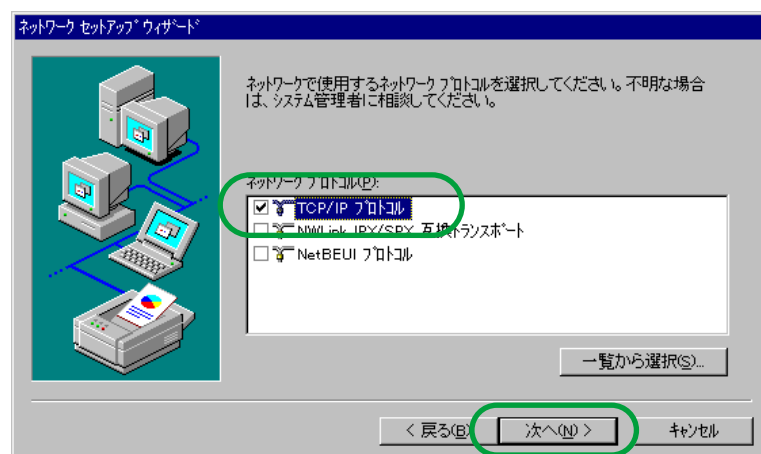 ネットワーク セットアップ ウィザード
ネットワークで使用するネットワーク プロトコルを選択してください。不明な場合
は、システム管理者に相談してください。
ネットワーク プロトコル(P):
TCP/IP プロトコル
NWLink IPX/SPX 互換トランスポート
NetBEUI プロトコル
一覧から選択(S)...
< 戻る(B)
次へ(N) >
キャンセル